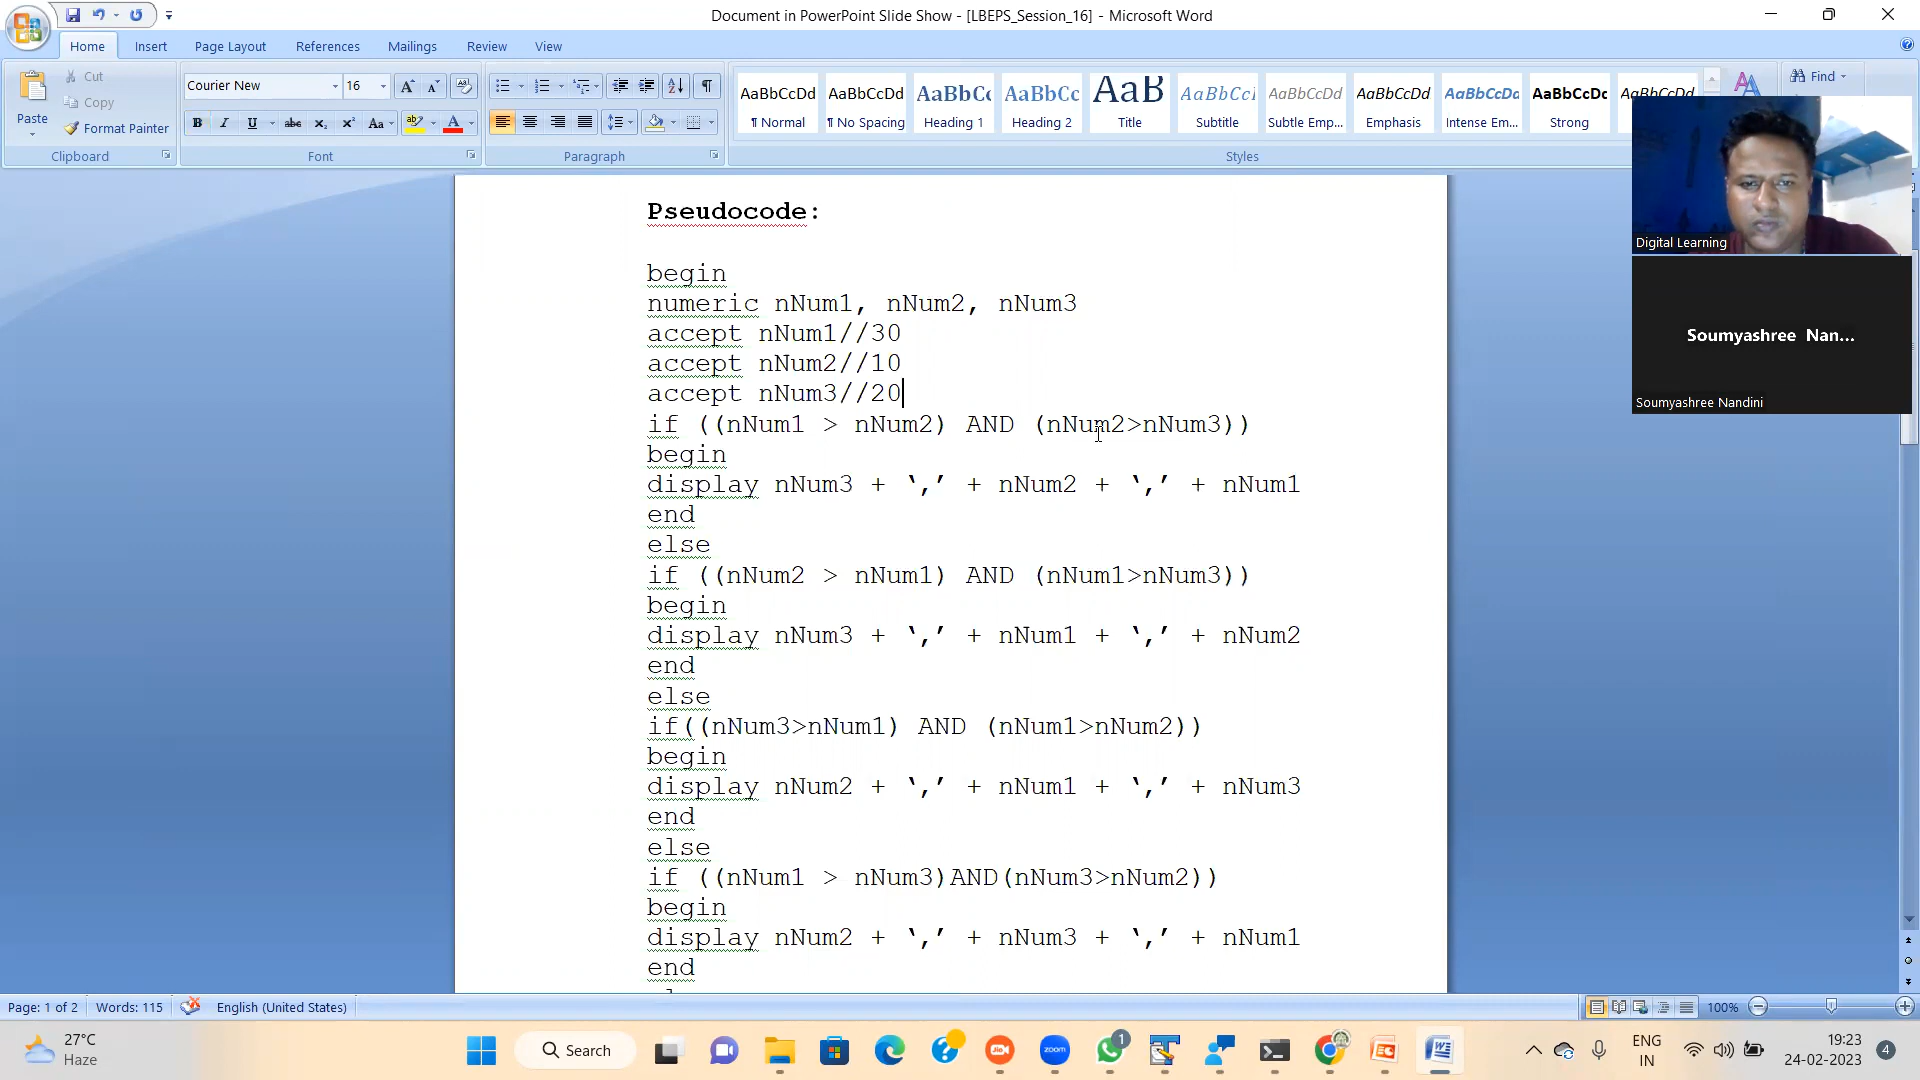 Document in PowerPoint Slide Show - [LBEPS_Session_16] - Microsoft Word
Home Insert Page Layout References Mailings Review View
Paste Cut Copy Format Painter Clipboard
Courier New 16 Font
Paragraph
AaBbCcDd AaBbCcDd AaBbCc AaBbCc AaB AaBbCcl AaBbCcDd AaBbCcDd AaBbCcDd AaBbCcDd AaBbCcDd
¶ Normal ¶ No Spacing Heading 1 Heading 2 Title Subtitle Subtle Emp... Emphasis Intense Em... Strong
Styles
Find
Digital Learning
Soumyashree Nan...
Soumyashree Nandini
Pseudocode:
begin
numeric nNum1, nNum2, nNum3
accept nNum1//30
accept nNum2//10
accept nNum3//20
if ((nNum1 > nNum2) AND (nNum2>nNum3))
begin
display nNum3 + ‘,’ + nNum2 + ‘,’ + nNum1
end
else
if ((nNum2 > nNum1) AND (nNum1>nNum3))
begin
display nNum3 + ‘,’ + nNum1 + ‘,’ + nNum2
end
else
if((nNum3>nNum1) AND (nNum1>nNum2))
begin
display nNum2 + ‘,’ + nNum1 + ‘,’ + nNum3
end
else
if ((nNum1 > nNum3)AND(nNum3>nNum2))
begin
display nNum2 + ‘,’ + nNum3 + ‘,’ + nNum1
end
Page: 1 of 2 Words: 115 English (United States) 100%
27°C
Haze
Search
zoom
1
ENG
IN
19:23
24-02-2023
4